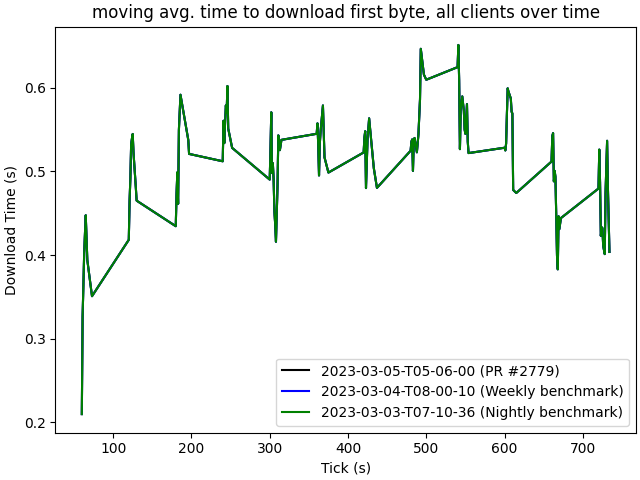 moving avg. time to download first byte, all clients over time
Download Time (s)
0.6
0.5
0.4
0.3
0.2
2023-03-05-T05-06-00 (PR #2779)
2023-03-04-T08-00-10 (Weekly benchmark)
2023-03-03-T07-10-36 (Nightly benchmark)
100 200 300 400 500 600 700
Tick (s)